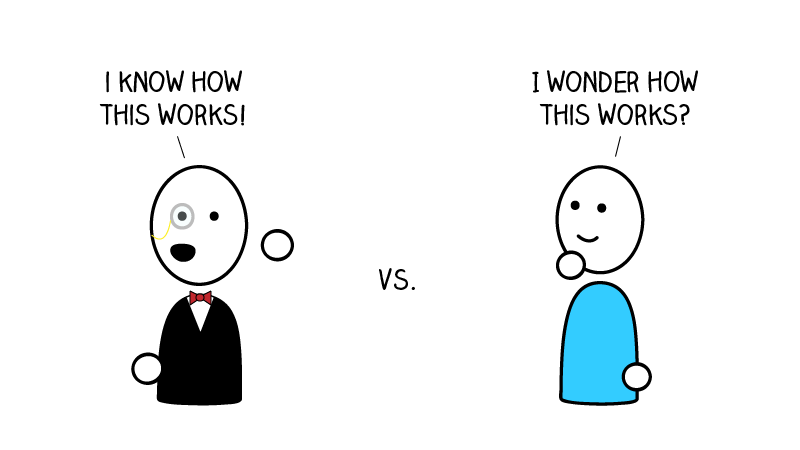 I KNOW HOW
THIS WORKS!
I WONDER HOW
THIS WORKS?
VS.